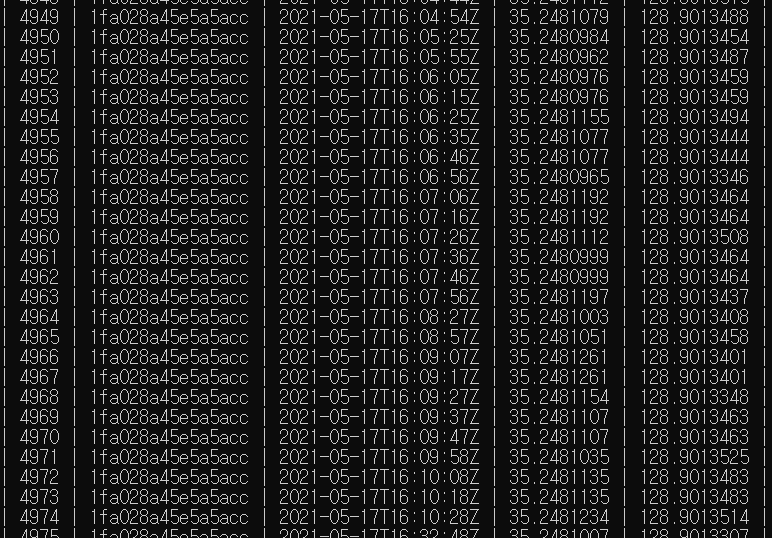 | 4949 | 1fa028a45e5a5acc | 2021-05-17T16:04:54Z | 35.2481079 | 128.9013488 |
| 4950 | 1fa028a45e5a5acc | 2021-05-17T16:05:25Z | 35.2480984 | 128.9013454 |
| 4951 | 1fa028a45e5a5acc | 2021-05-17T16:05:55Z | 35.2480962 | 128.9013487 |
| 4952 | 1fa028a45e5a5acc | 2021-05-17T16:06:05Z | 35.2480976 | 128.9013459 |
| 4953 | 1fa028a45e5a5acc | 2021-05-17T16:06:15Z | 35.2480976 | 128.9013459 |
| 4954 | 1fa028a45e5a5acc | 2021-05-17T16:06:25Z | 35.2481155 | 128.9013494 |
| 4955 | 1fa028a45e5a5acc | 2021-05-17T16:06:35Z | 35.2481077 | 128.9013444 |
| 4956 | 1fa028a45e5a5acc | 2021-05-17T16:06:46Z | 35.2481077 | 128.9013444 |
| 4957 | 1fa028a45e5a5acc | 2021-05-17T16:06:56Z | 35.2480965 | 128.9013346 |
| 4958 | 1fa028a45e5a5acc | 2021-05-17T16:07:06Z | 35.2481192 | 128.9013464 |
| 4959 | 1fa028a45e5a5acc | 2021-05-17T16:07:16Z | 35.2481192 | 128.9013464 |
| 4960 | 1fa028a45e5a5acc | 2021-05-17T16:07:26Z | 35.2481112 | 128.9013508 |
| 4961 | 1fa028a45e5a5acc | 2021-05-17T16:07:36Z | 35.2480999 | 128.9013464 |
| 4962 | 1fa028a45e5a5acc | 2021-05-17T16:07:46Z | 35.2480999 | 128.9013464 |
| 4963 | 1fa028a45e5a5acc | 2021-05-17T16:07:56Z | 35.2481197 | 128.9013437 |
| 4964 | 1fa028a45e5a5acc | 2021-05-17T16:08:27Z | 35.2481003 | 128.9013408 |
| 4965 | 1fa028a45e5a5acc | 2021-05-17T16:08:57Z | 35.2481051 | 128.9013458 |
| 4966 | 1fa028a45e5a5acc | 2021-05-17T16:09:07Z | 35.2481261 | 128.9013401 |
| 4967 | 1fa028a45e5a5acc | 2021-05-17T16:09:17Z | 35.2481261 | 128.9013401 |
| 4968 | 1fa028a45e5a5acc | 2021-05-17T16:09:27Z | 35.2481154 | 128.9013348 |
| 4969 | 1fa028a45e5a5acc | 2021-05-17T16:09:37Z | 35.2481107 | 128.9013463 |
| 4970 | 1fa028a45e5a5acc | 2021-05-17T16:09:47Z | 35.2481107 | 128.9013463 |
| 4971 | 1fa028a45e5a5acc | 2021-05-17T16:09:58Z | 35.2481035 | 128.9013525 |
| 4972 | 1fa028a45e5a5acc | 2021-05-17T16:10:08Z | 35.2481135 | 128.9013483 |
| 4973 | 1fa028a45e5a5acc | 2021-05-17T16:10:18Z | 35.2481135 | 128.9013483 |
| 4974 | 1fa028a45e5a5acc | 2021-05-17T16:10:28Z | 35.2481234 | 128.9013514 |